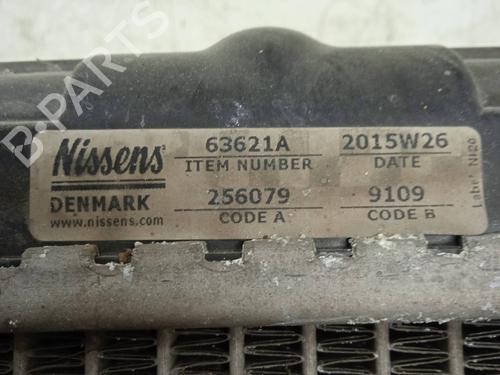 B-PARTS
Nissens
DENMARK
www.nissens.com
63621A
ITEM NUMBER
256079
CODE A
2015W26
DATE
9109
CODE B